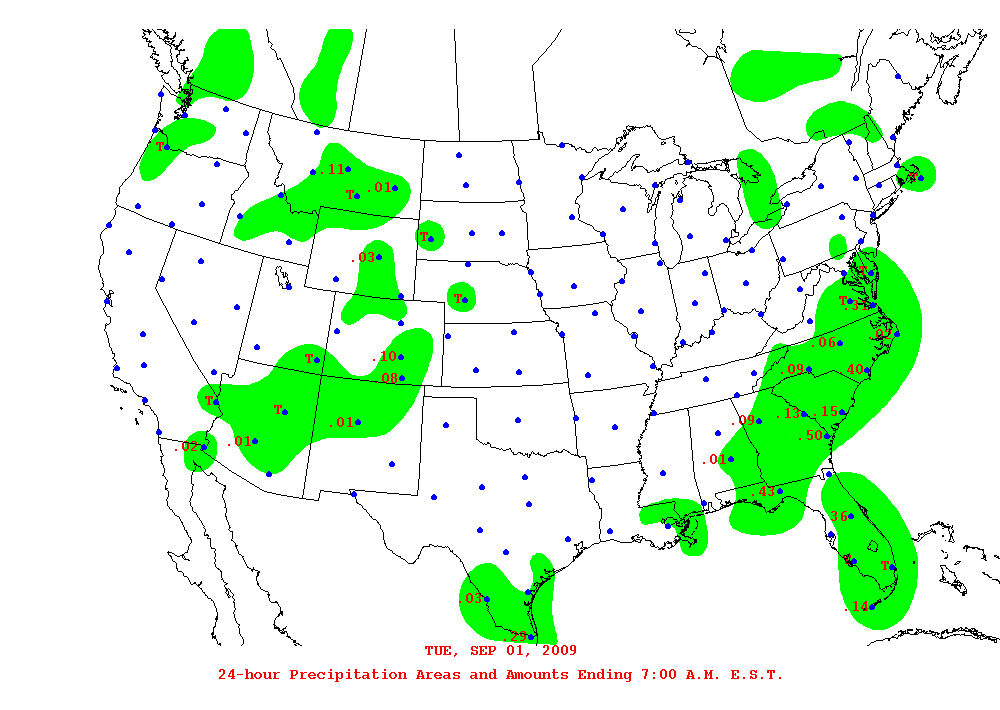 T
.11
.01
T
T
.03
T
T
.31
T
.02
.06
.10
T
.09
.40
.08
T
T
.13
.15
.01
.09
.01
.02
.50
.01
.43
.36
T
.03
.14
.29
TUE, SEP 01, 2009
24-hour Precipitation Areas and Amounts Ending 7:00 A.M. E.S.T.